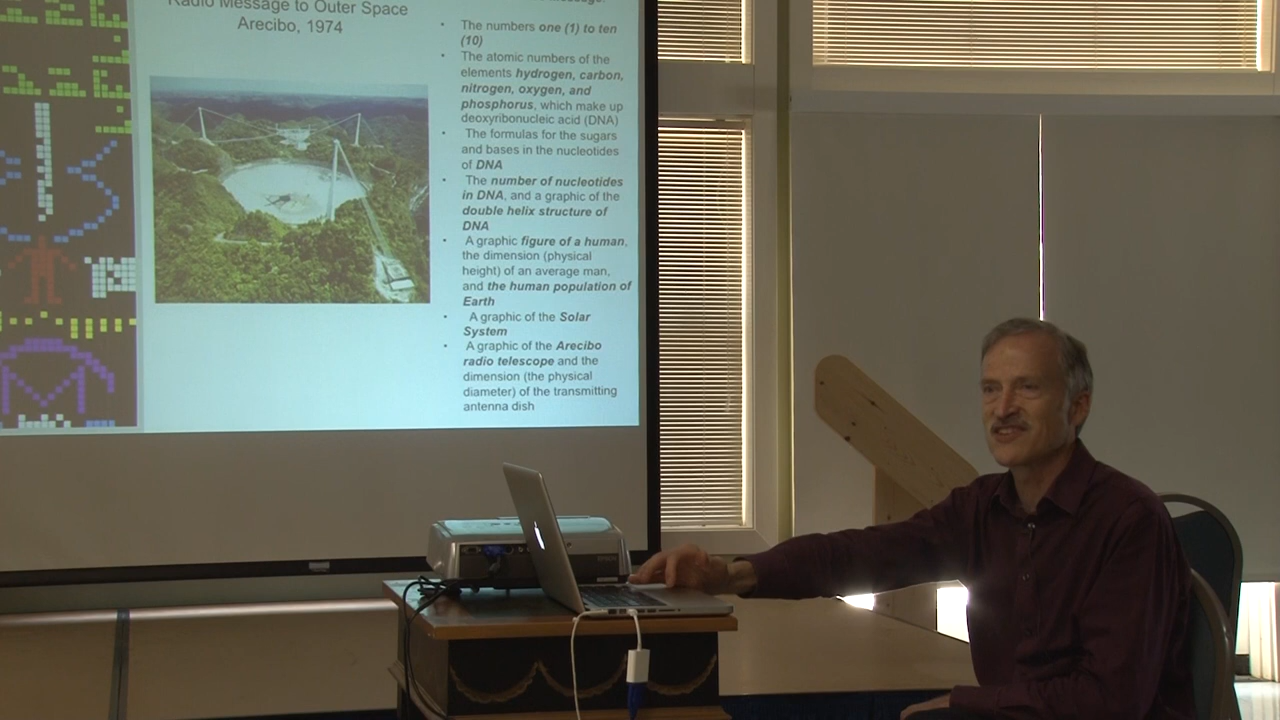 Radio Message to Outer Space
Arecibo, 1974
message:
• The numbers one (1) to ten
(10)
• The atomic numbers of the
elements hydrogen, carbon,
nitrogen, oxygen, and
phosphorus, which make up
deoxyribonucleic acid (DNA)
• The formulas for the sugars
and bases in the nucleotides
of DNA
• The number of nucleotides
in DNA, and a graphic of the
double helix structure of
DNA
• A graphic figure of a human,
the dimension (physical
height) of an average man,
and the human population of
Earth
• A graphic of the Solar
System
• A graphic of the Arecibo
radio telescope and the
dimension (the physical
diameter) of the transmitting
antenna dish